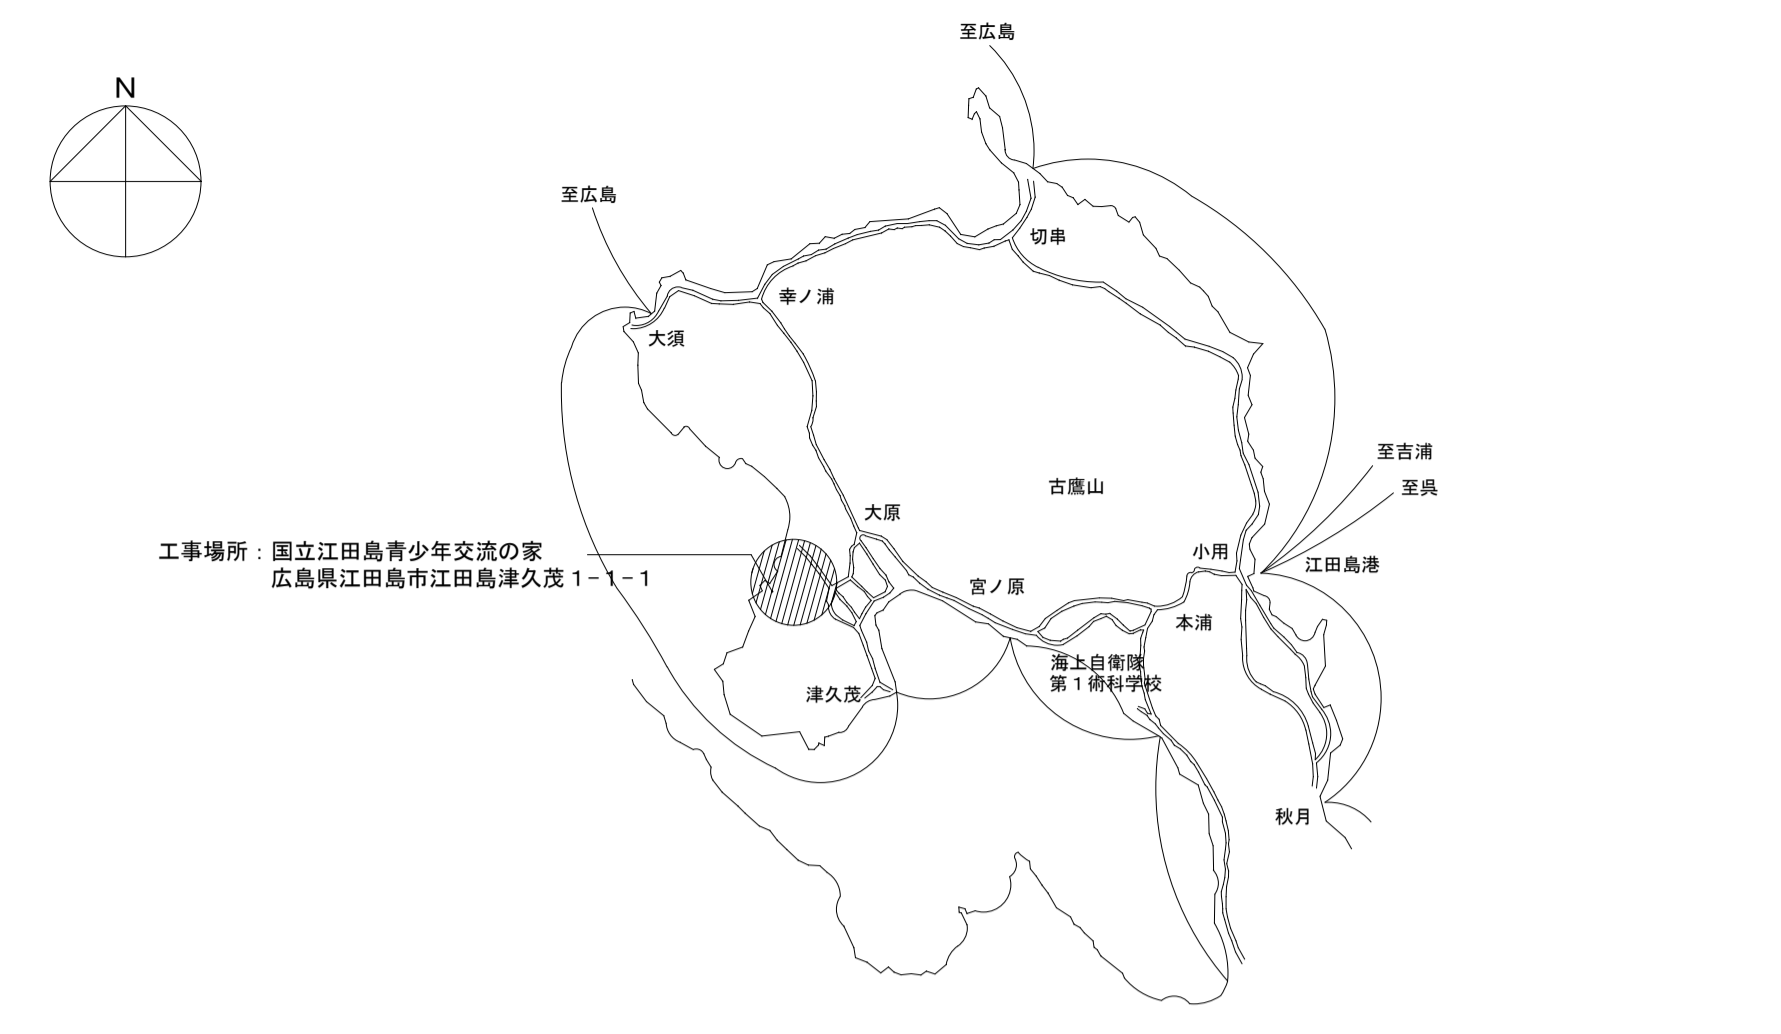 至広島
N
至広島
切串
幸ノ浦
大須
至吉浦
古鷹山
至呉
大原
小用
工事場所：国立江田島青少年交流の家
江田島港
広島県江田島市江田島津久茂１−１−１
宮ノ原
本浦
海上自衛隊
第１術科学校
津久茂
秋月